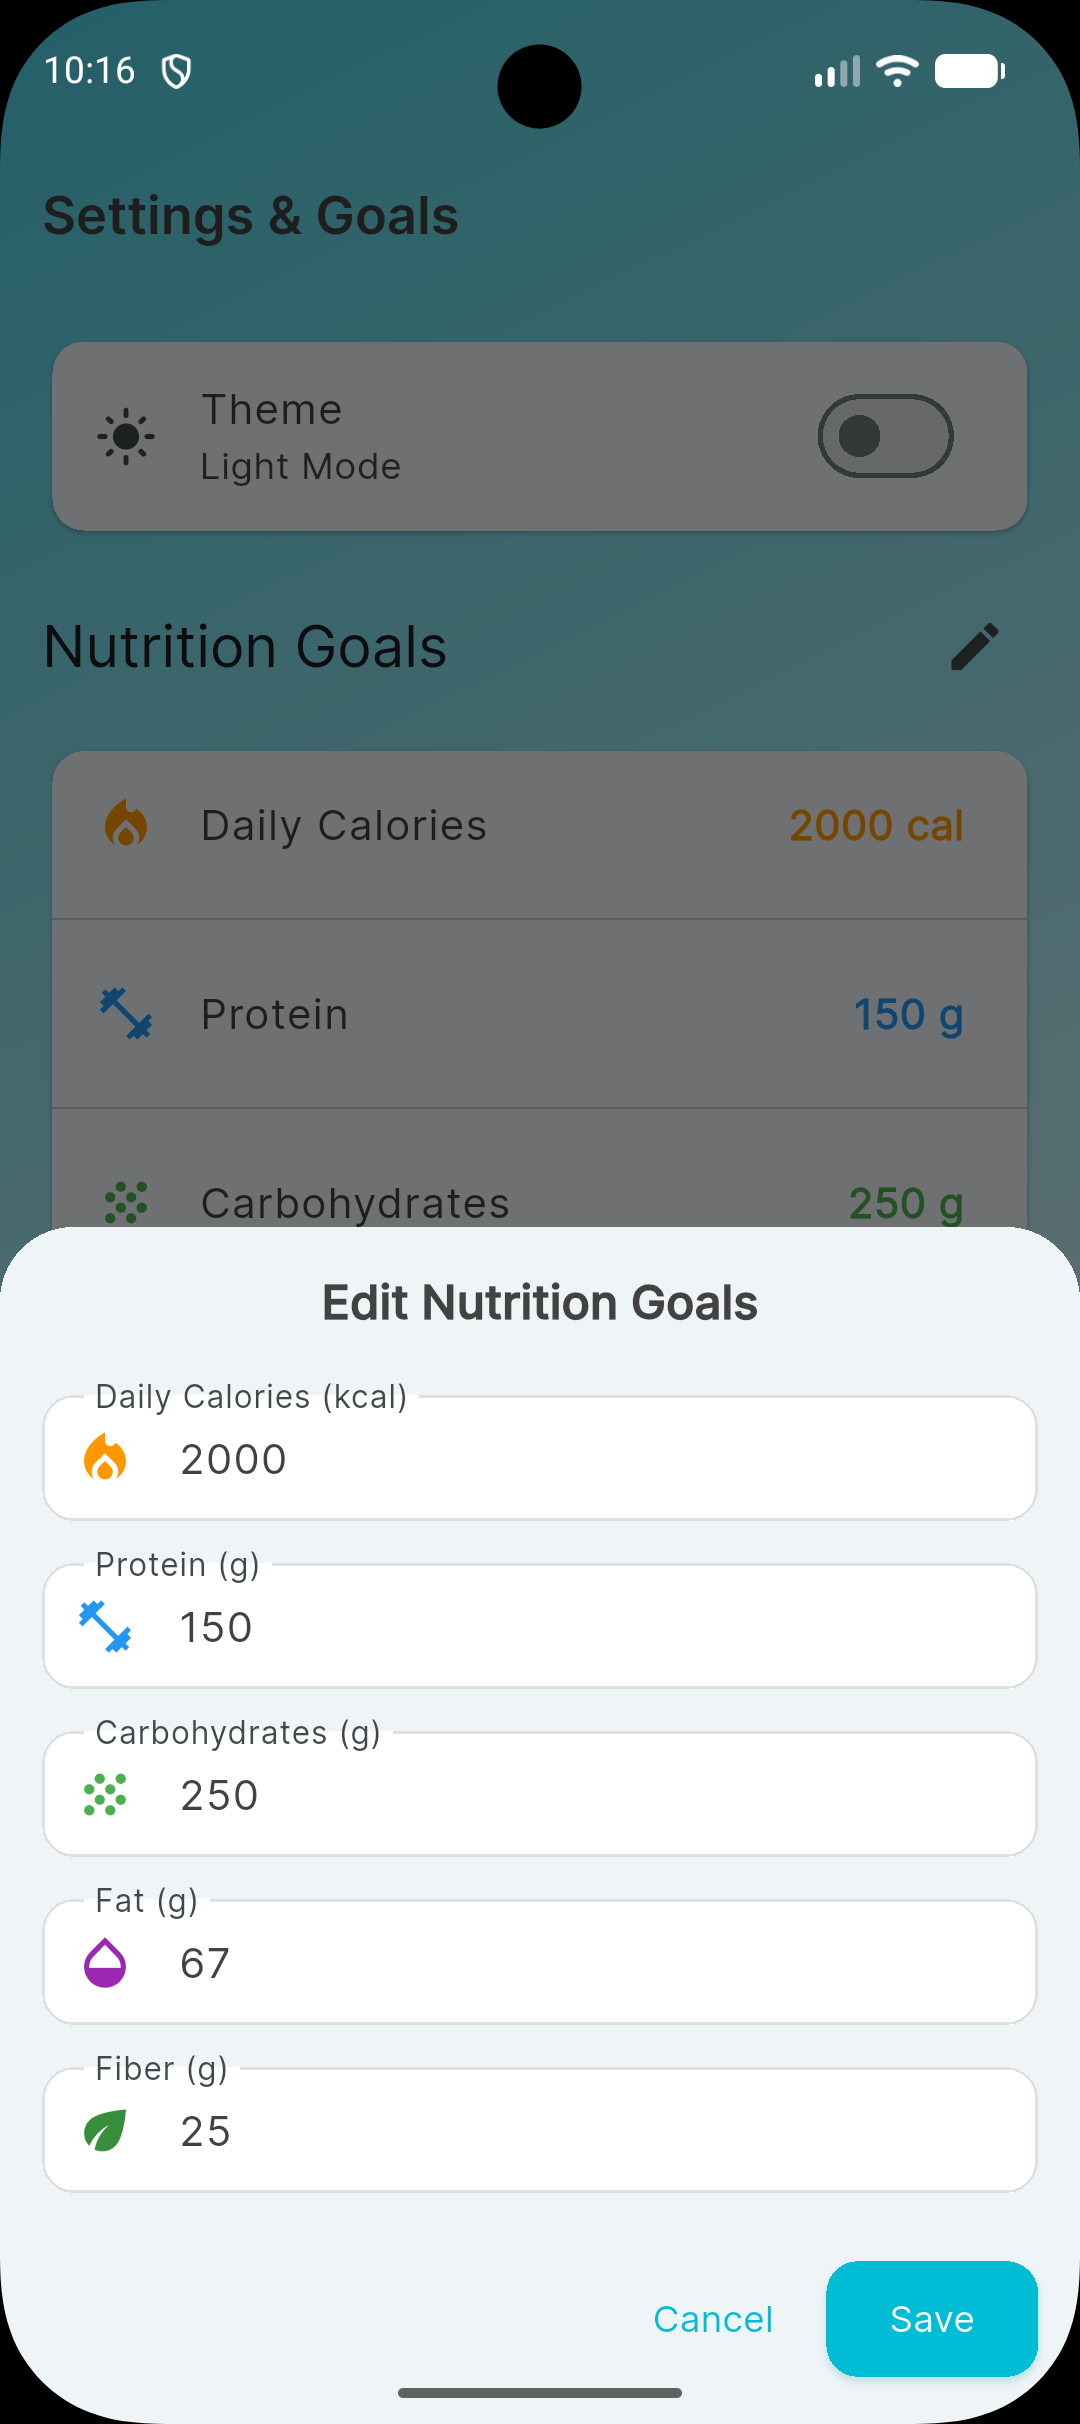 10:16
Settings & Goals
Theme
Light Mode
Nutrition Goals
Daily Calories 2000 cal
Protein 150 g
Carbohydrates 250 g
Edit Nutrition Goals
Daily Calories (kcal)
2000
Protein (g)
150
Carbohydrates (g)
250
Fat (g)
67
Fiber (g)
25
Cancel Save